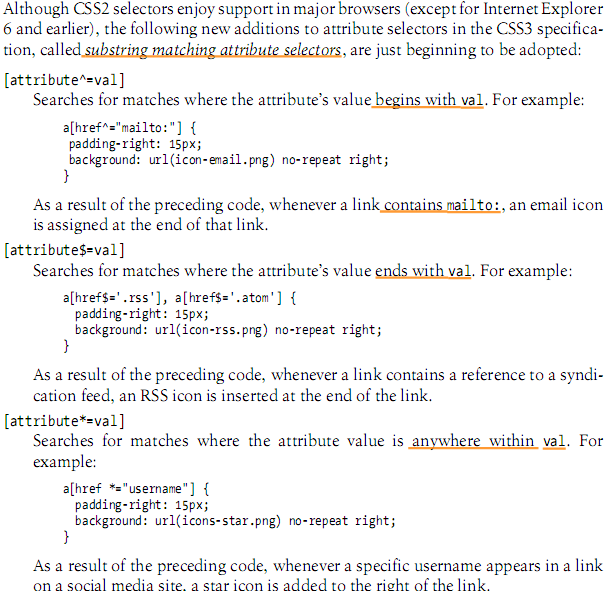 Although CSS2 selectors enjoy support in major browsers (except for Internet Explorer
6 and earlier), the following new additions to attribute selectors in the CSS3 specifica-
tion, called substring matching attribute selectors, are just beginning to be adopted:
[attribute^=val]
Searches for matches where the attribute's value begins with val. For example:
a[href^="mailto:"] {
padding-right: 15px;
background: url(icon-email.png) no-repeat right;
}
As a result of the preceding code, whenever a link contains mailto:, an email icon
is assigned at the end of that link.
[attribute$=val]
Searches for matches where the attribute's value ends with val. For example:
a[href$='.rss'], a[href$='.atom'] {
padding-right: 15px;
background: url(icon-rss.png) no-repeat right;
}
As a result of the preceding code, whenever a link contains a reference to a syndi-
cation feed, an RSS icon is inserted at the end of the link.
[attribute*=val]
Searches for matches where the attribute value is anywhere within val. For
example:
a[href *="username"] {
padding-right: 15px;
background: url(icons-star.png) no-repeat right;
}
As a result of the preceding code, whenever a specific username appears in a link
on a social media site, a star icon is added to the right of the link.